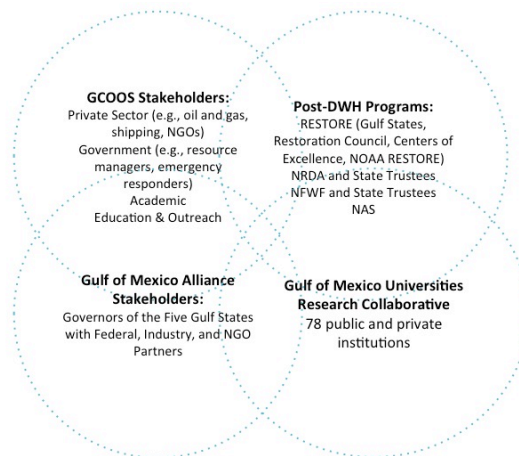 GCOOS Stakeholders:
Private Sector (e.g., oil and gas,
shipping, NGOs)
Government (e.g., resource
managers, emergency
responders)
Academic
Education & Outreach
Post-DWH Programs:
RESTORE (Gulf States,
Restoration Council, Centers of
Excellence, NOAA RESTORE)
NRDA and State Trustees
NFWF and State Trustees
NAS
Gulf of Mexico Alliance
Stakeholders:
Governors of the Five Gulf States
with Federal, Industry, and NGO
Partners
Gulf of Mexico Universities
Research Collaborative
78 public and private
institutions